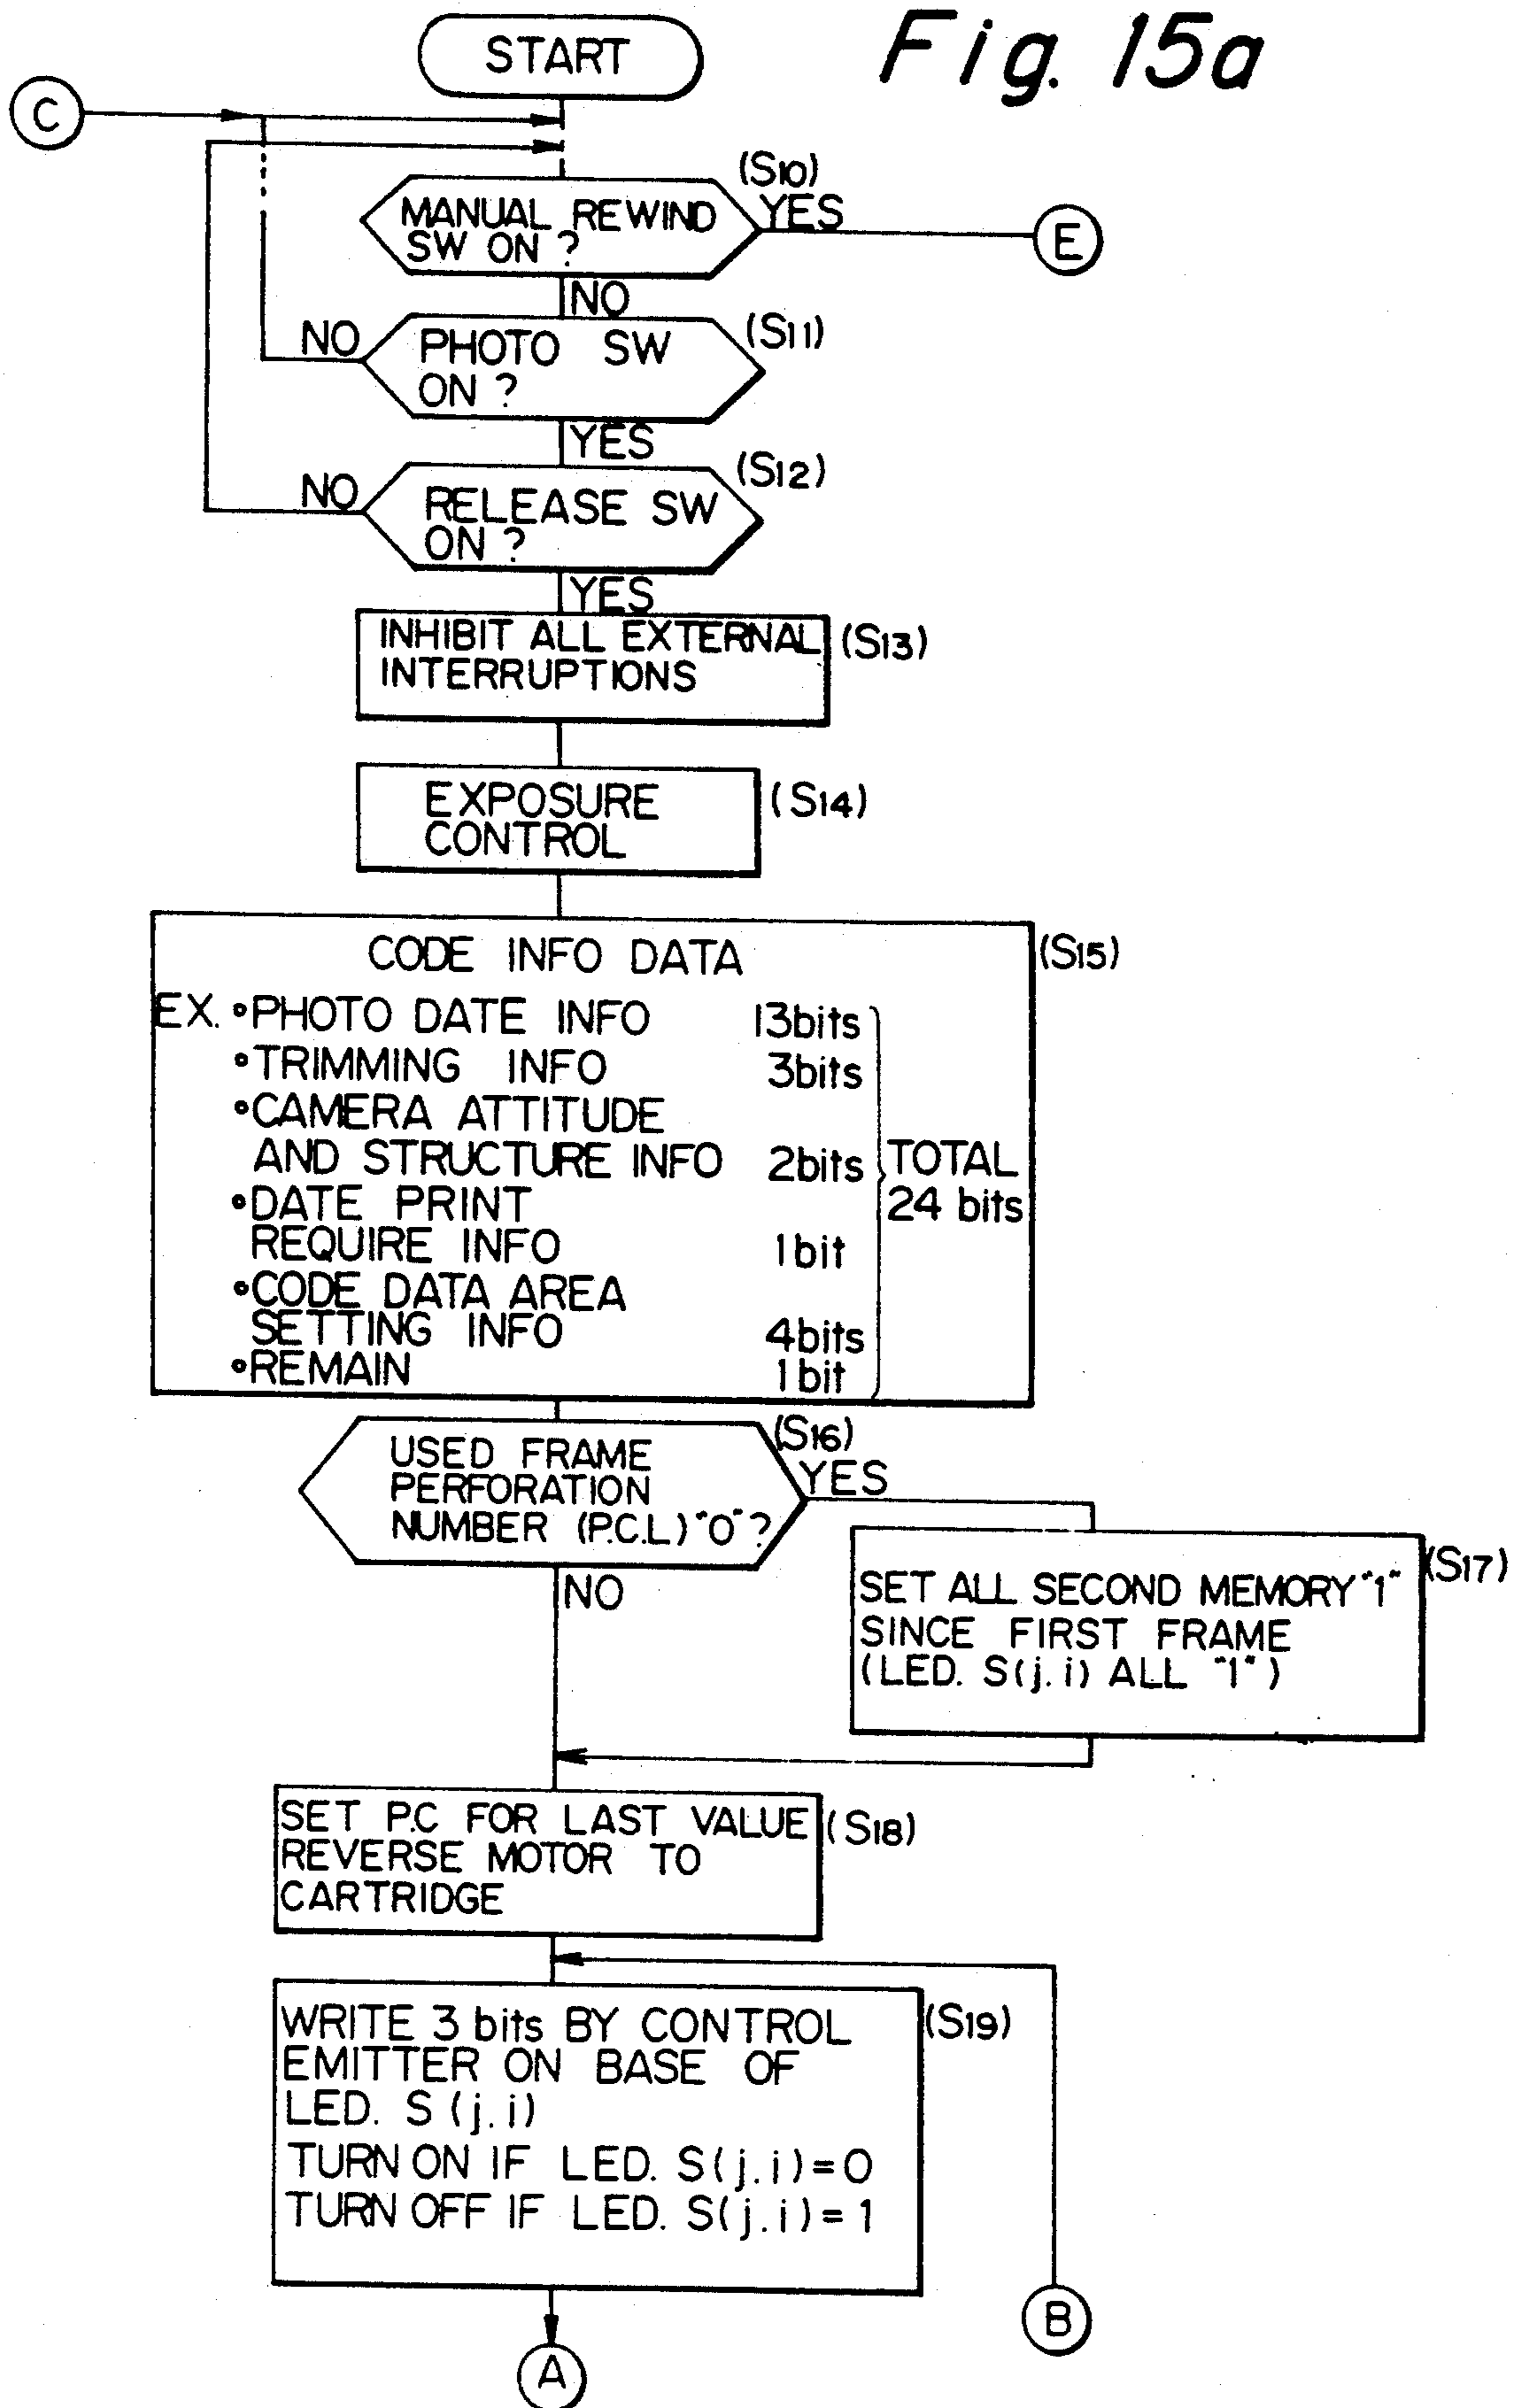 Fig. 15a
START
C
(S10)
MANUAL REWIND
SW ON ?
YES
E
NO
(S11)
PHOTO SW
ON ?
NO
YES
(S12)
RELEASE SW
ON ?
NO
YES
INHIBIT ALL EXTERNAL
INTERRUPTIONS
(S13)
EXPOSURE
CONTROL
(S14)
CODE INFO DATA
(S15)
EX. •PHOTO DATE INFO 13bits
•TRIMMING INFO 3bits
•CAMERA ATTITUDE
AND STRUCTURE INFO 2bits
TOTAL
24 bits
•DATE PRINT
REQUIRE INFO 1bit
•CODE DATA AREA
SETTING INFO 4bits
•REMAIN 1bit
(S16)
USED FRAME
PERFORATION
NUMBER (P.C.L) "0" ?
YES
NO
SET ALL SECOND MEMORY "1"
SINCE FIRST FRAME
(LED. S(j.i) ALL "1")
(S17)
SET P.C FOR LAST VALUE
REVERSE MOTOR TO
CARTRIDGE
(S18)
WRITE 3 bits BY CONTROL
EMITTER ON BASE OF
LED. S(j.i)
TURN ON IF LED. S(j.i)=0
TURN OFF IF LED. S(j.i)=1
(S19)
B
A